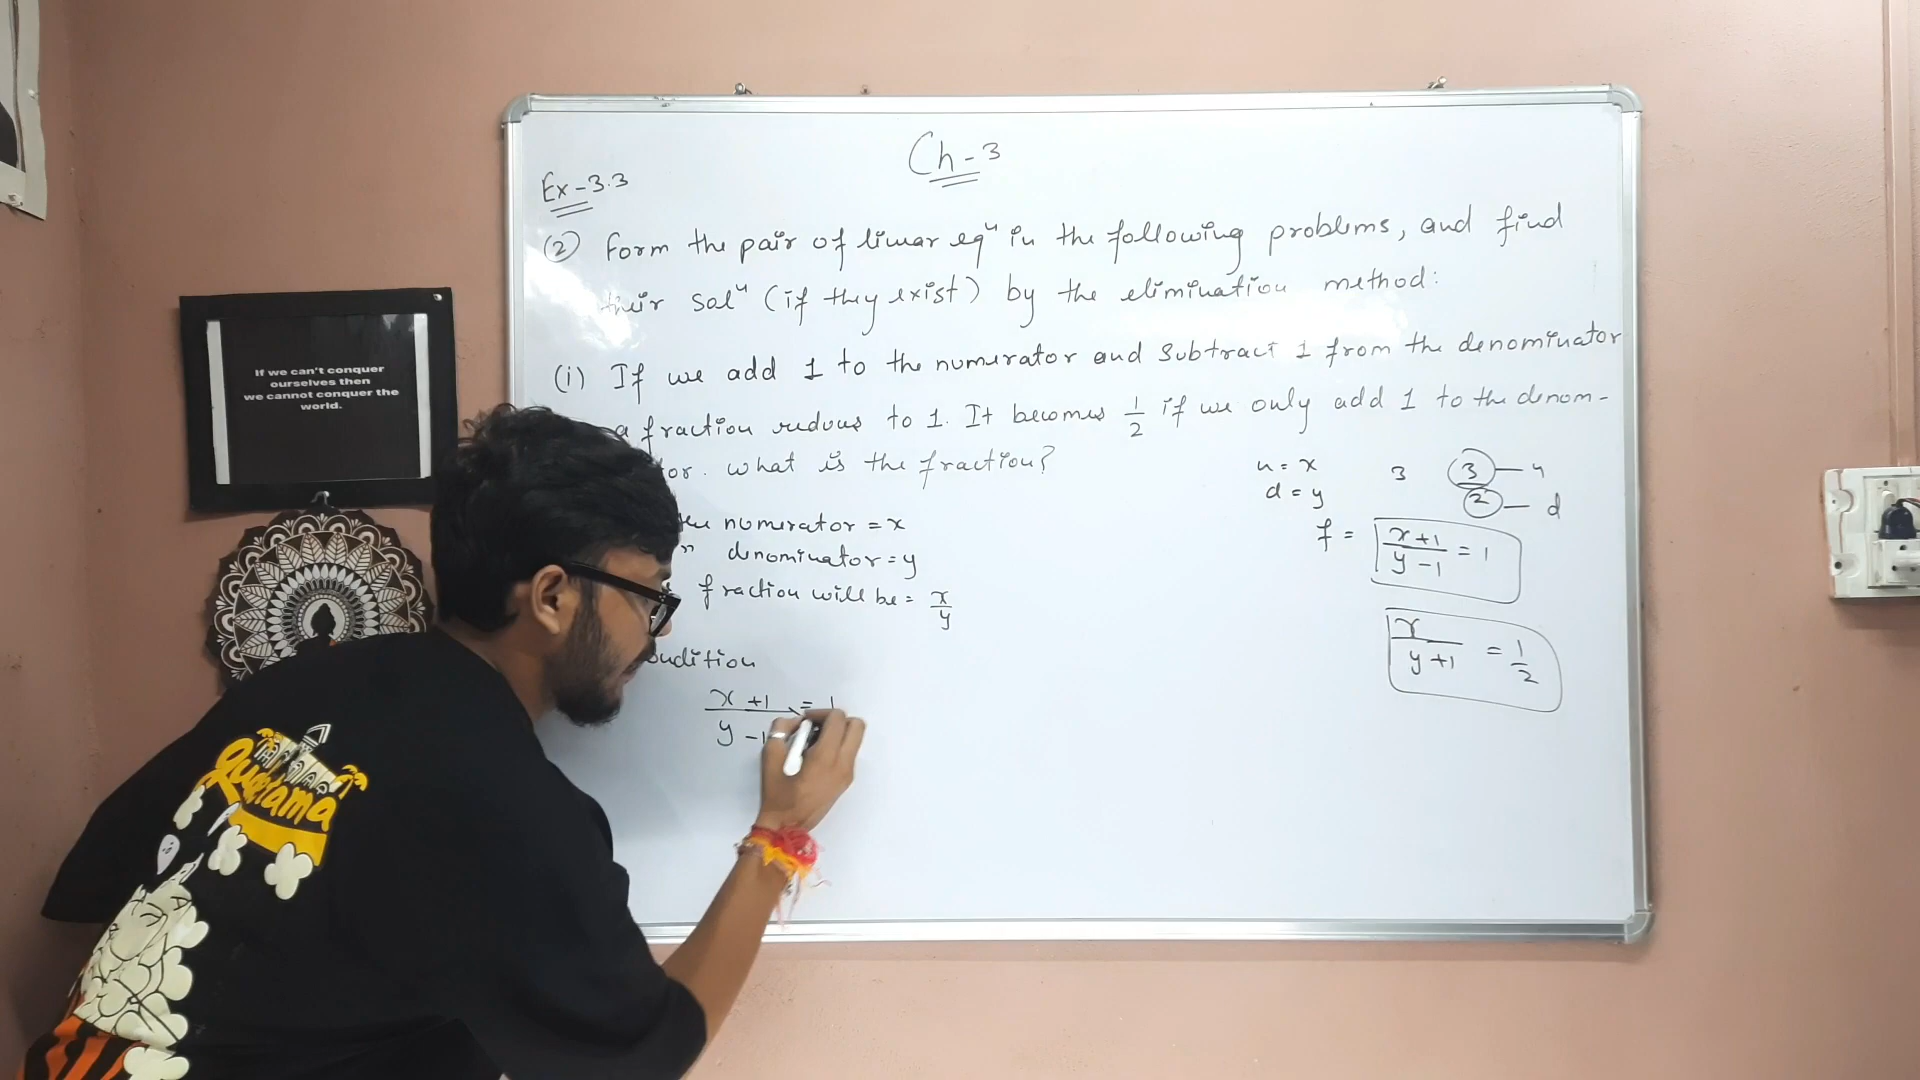 Ch-3
Ex-3.3
(2) Form the pair of linear eqⁿ in the following problems, and find
their solⁿ (if they exist) by the elimination method:
(i) If we add 1 to the numerator and subtract 1 from the denominator
a fraction reduces to 1. It becomes 1/2 if we only add 1 to the denom-
or. what is the fraction?
numerator = x
" denominator = y
fraction will be = x/y
condition
x+1/y-1 = 1
n = x
d = y
3
3 — n
2 — d
f = x+1/y-1 = 1
x/y+1 = 1/2
If we can't conquer
ourselves then
we cannot conquer the
world.